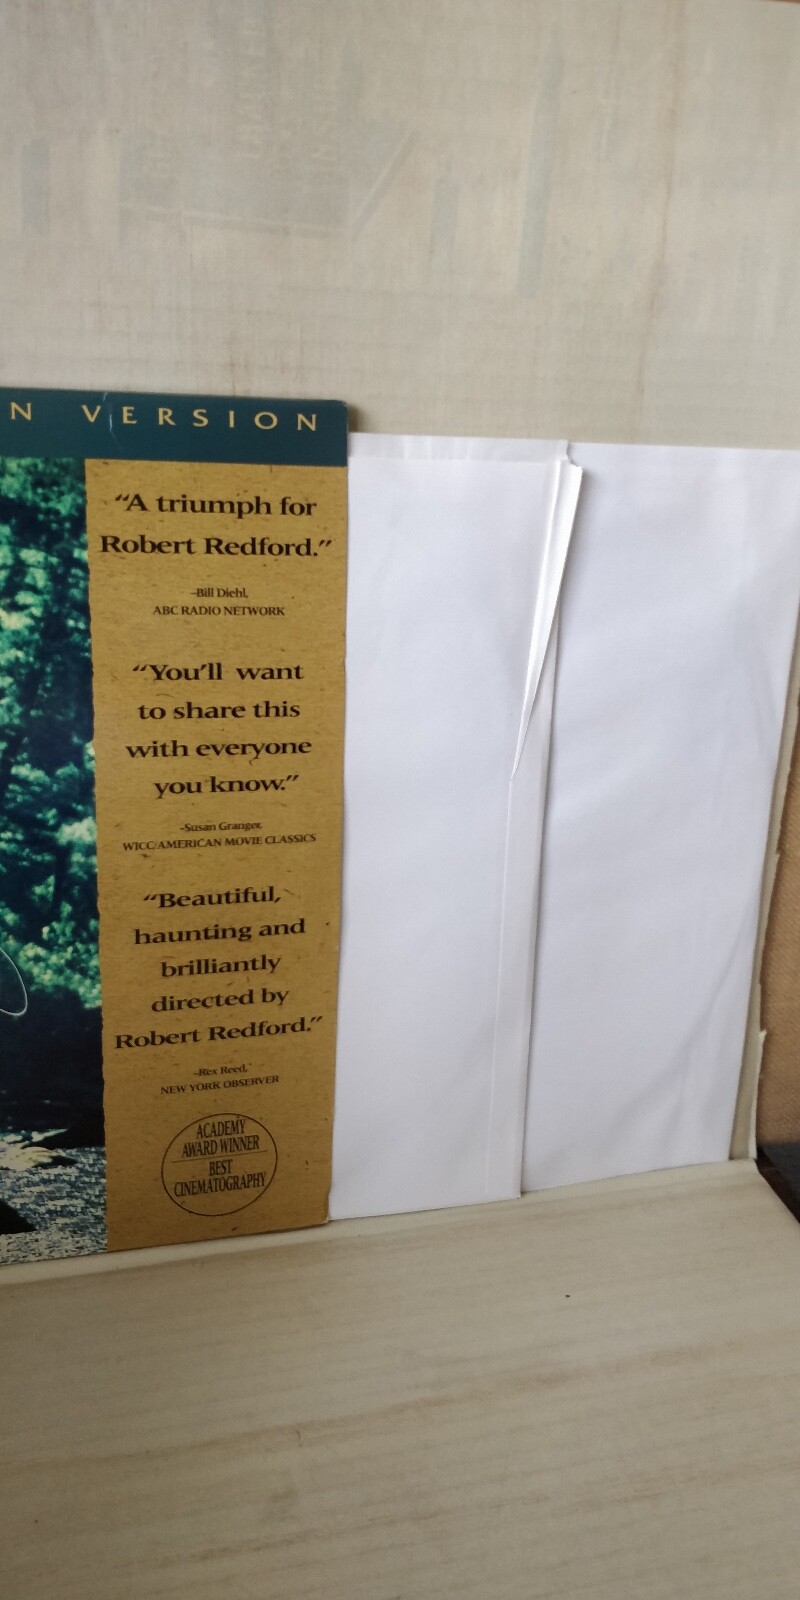 N VERSION
“A triumph for
Robert Redford.”
–Bill Diehl,
ABC RADIO NETWORK
“You'll want
to share this
with everyone
you know.”
–Susan Granger,
WICC/AMERICAN MOVIE CLASSICS
“Beautiful,
haunting and
brilliantly
directed by
Robert Redford.”
–Rex Reed,
NEW YORK OBSERVER
ACADEMY
AWARD WINNER
BEST
CINEMATOGRAPHY